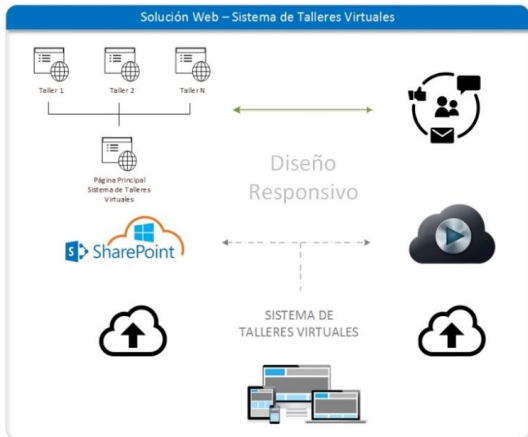 Solución Web – Sistema de Talleres Virtuales
Taller 1
Taller 2
Taller N
Página Principal
Sistema de Talleres
Virtuales
Diseño
Responsivo
S
SharePoint
SISTEMA DE
TALLERES VIRTUALES